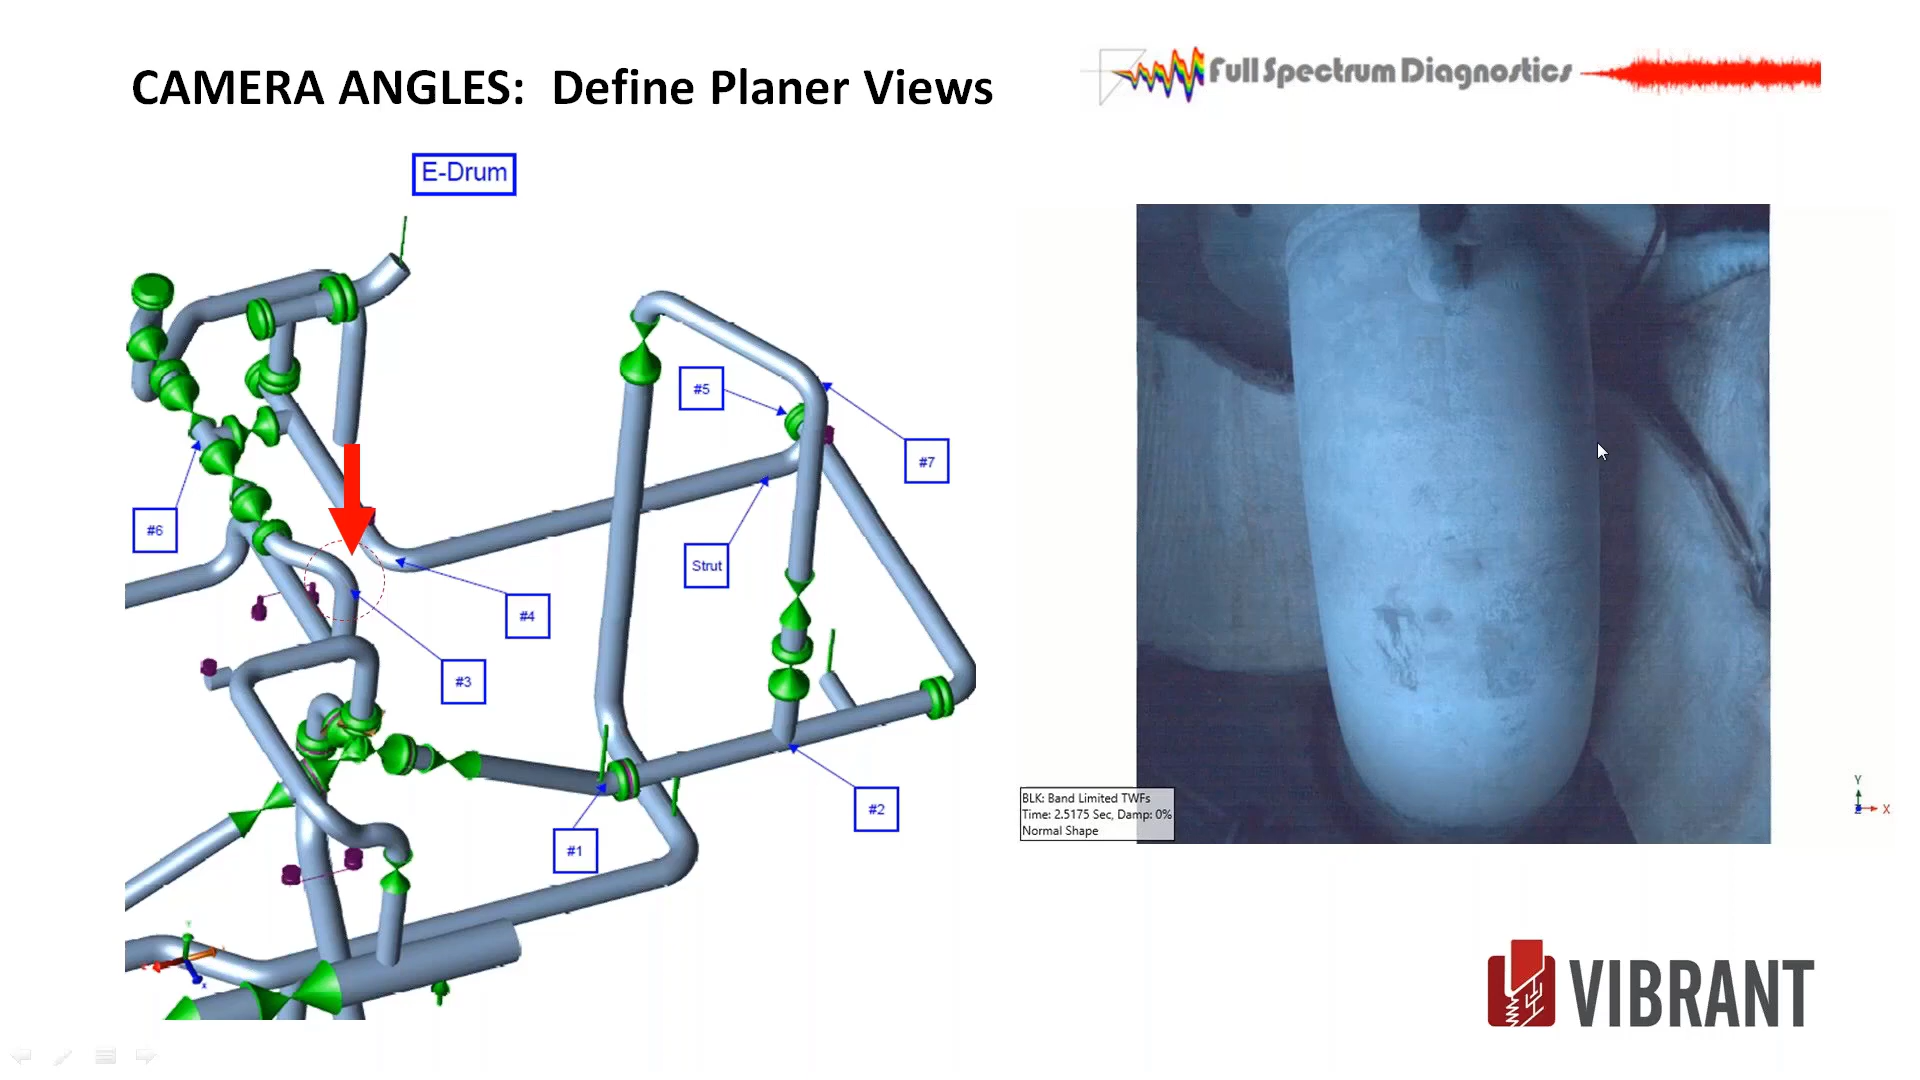 CAMERA ANGLES: Define Planer Views
Full Spectrum Diagnostics
E-Drum
#5
#7
#6
Strut
#4
#3
#2
#1
BLK: Band Limited TWFs
Time: 2.5175 Sec, Damp: 0%
Normal Shape
Y
Z
X
VIBRANT